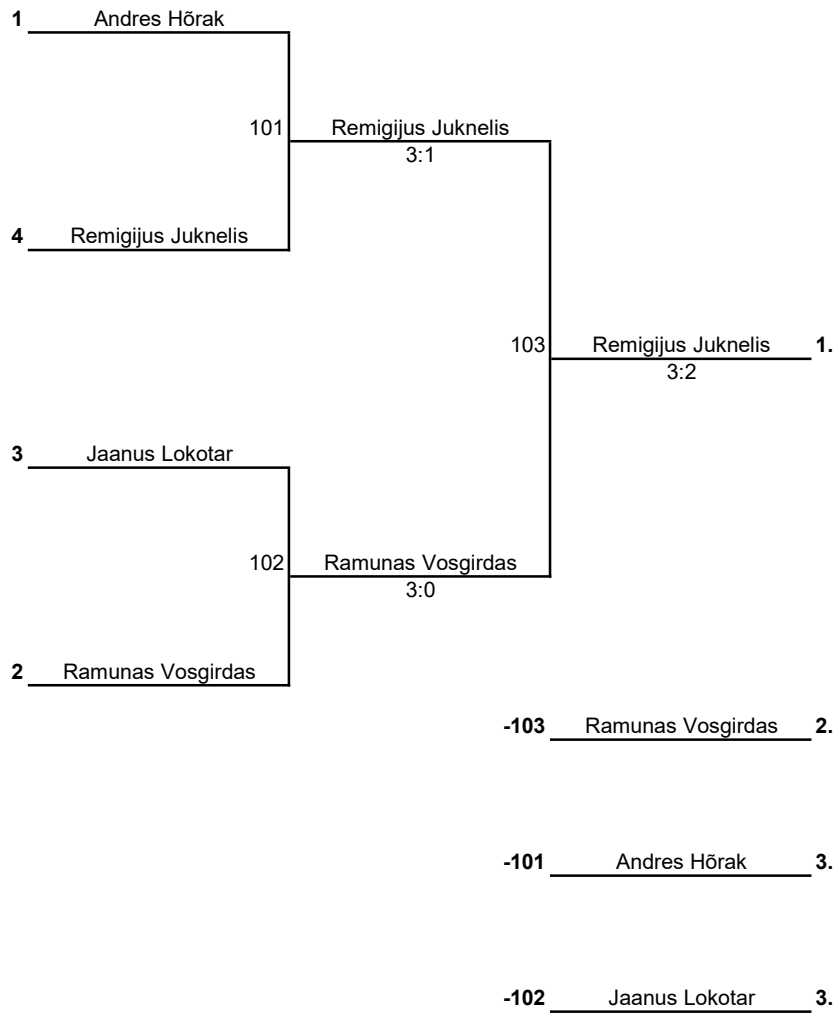 1 Andres Hõrak
101 Remigijus Juknelis
3:1
4 Remigijus Juknelis
103 Remigijus Juknelis 1.
3:2
3 Jaanus Lokotar
102 Ramunas Vosgirdas
3:0
2 Ramunas Vosgirdas
-103 Ramunas Vosgirdas 2.
-101 Andres Hõrak 3.
-102 Jaanus Lokotar 3.